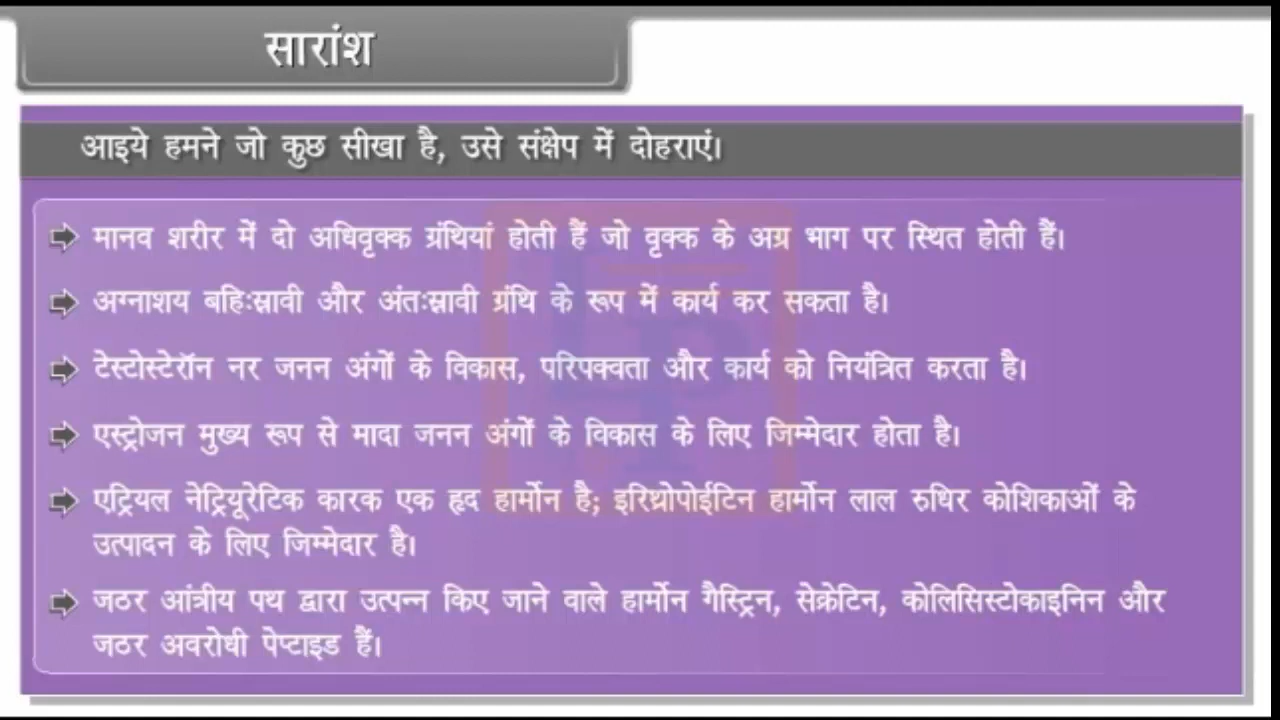 सारांश
आइये हमने जो कुछ सीखा है, उसे संक्षेप में दोहराएं।
मानव शरीर में दो अधिवृक्क ग्रंथियां होती हैं जो वृक्क के अग्र भाग पर स्थित होती हैं।
अग्नाशय बहिःस्रावी और अंतःस्रावी ग्रंथि के रूप में कार्य कर सकता है।
टेस्टोस्टेरॉन नर जनन अंगों के विकास, परिपक्वता और कार्य को नियंत्रित करता है।
एस्ट्रोजन मुख्य रूप से मादा जनन अंगों के विकास के लिए जिम्मेदार होता है।
एट्रियल नेट्रियूरेटिक कारक एक हृद हार्मोन है; इरिथ्रोपोईटिन हार्मोन लाल रुधिर कोशिकाओं के
उत्पादन के लिए जिम्मेदार है।
जठर आंत्रीय पथ द्वारा उत्पन्न किए जाने वाले हार्मोन गैस्ट्रिन, सेक्रेटिन, कोलिसिस्टोकाइनिन और
जठर अवरोधी पेप्टाइड हैं।